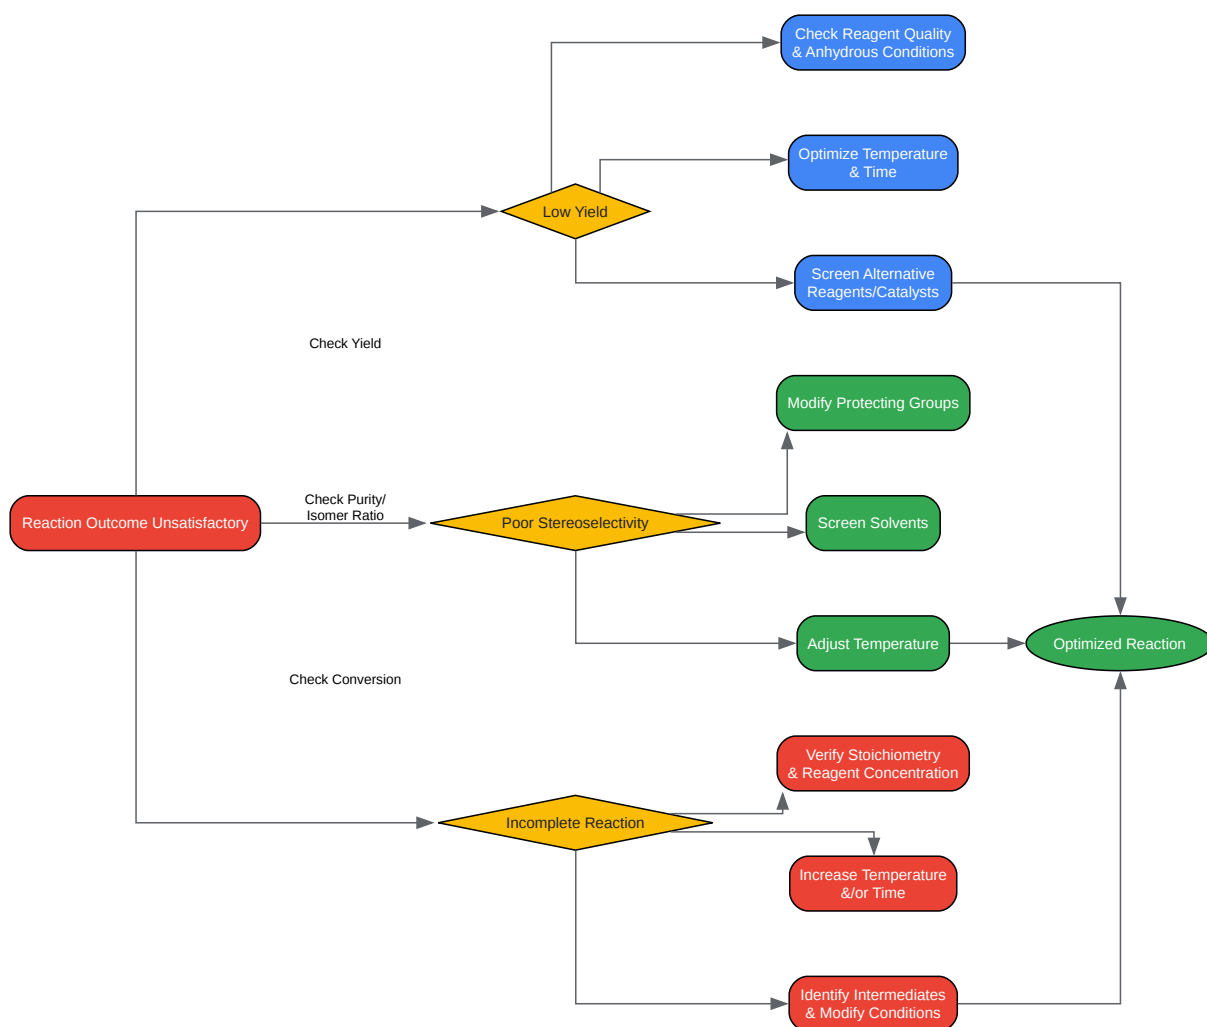 Check Reagent Quality
& Anhydrous Conditions
Optimize Temperature
& Time
Low Yield
Screen Alternative
Reagents/Catalysts
Check Yield
Modify Protecting Groups
Check Purity/
Isomer Ratio
Reaction Outcome Unsatisfactory
Poor Stereoselectivity
Screen Solvents
Adjust Temperature
Optimized Reaction
Check Conversion
Verify Stoichiometry
& Reagent Concentration
Incomplete Reaction
Increase Temperature
&/or Time
Identify Intermediates
& Modify Conditions